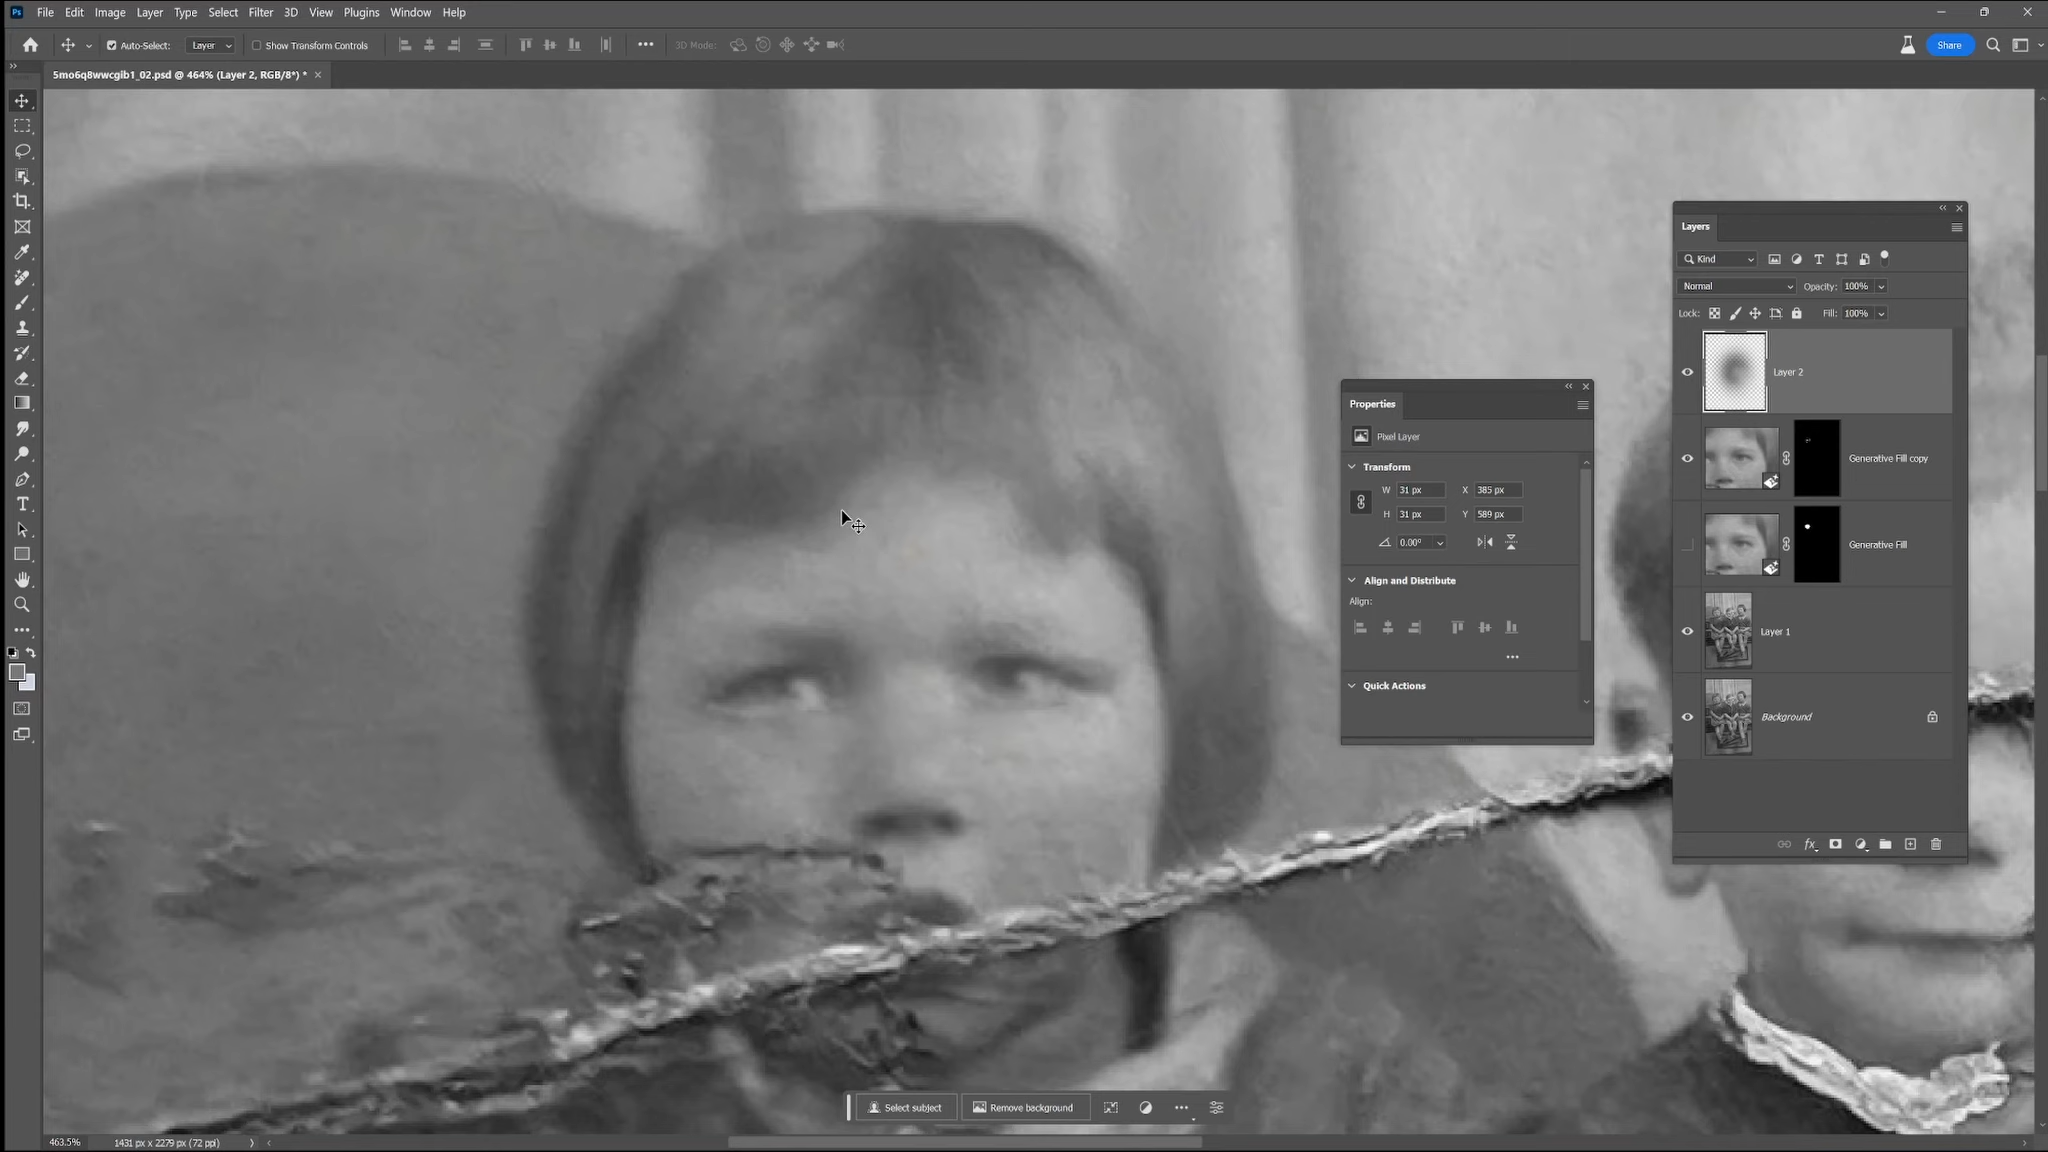 Ps File Edit Image Layer Type Select Filter 3D View Plugins Window Help
Auto-Select: Layer Show Transform Controls 3D Mode: Share
5mo6q8wwcgib1_02.psd @ 464% (Layer 2, RGB/8*) *
Layers
Kind
Normal Opacity: 100%
Lock: Fill: 100%
Layer 2
Properties
Pixel Layer
Generative Fill copy
Transform
W 31 px X 385 px
H 31 px Y 589 px
0.00°
Generative Fill
Align and Distribute
Align:
Layer 1
Quick Actions
Background
fx
Select subject Remove background
463.5% 1431 px x 2279 px (72 ppi)